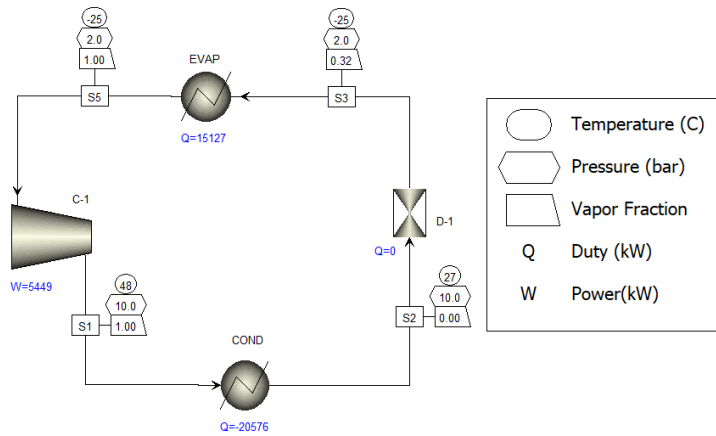 -25
2.0
1.00
S5
EVAP
Q=15127
-25
2.0
0.32
S3
C-1
W=5449
D-1
Q=0
48
10.0
1.00
S1
COND
Q=-20576
27
10.0
0.00
S2
Temperature (C)
Pressure (bar)
Vapor Fraction
Q Duty (kW)
W Power(kW)